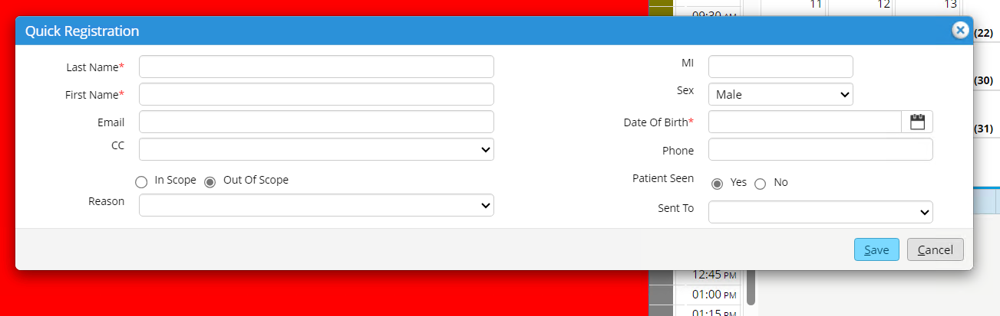 11 12 13
09:30 AM
Quick Registration
(22)
Last Name*
MI
First Name*
Sex Male
(30)
Email
Date Of Birth*
(31)
CC
Phone
In Scope Out Of Scope
Patient Seen Yes No
Reason
Sent To
Save Cancel
12:45 PM
01:00 PM
01:15 PM